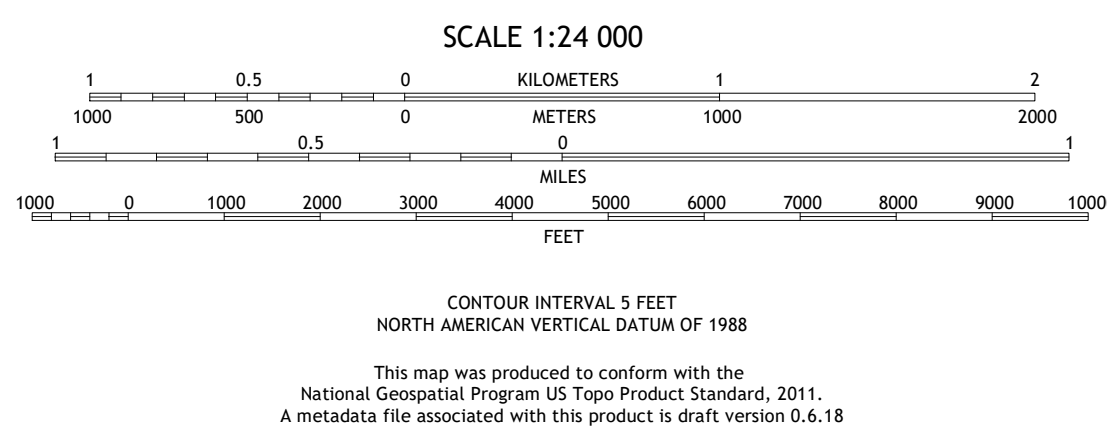 SCALE 1:24 000
1 0.5 0 KILOMETERS 1 2
1000 500 0 METERS 1000 2000
1 0.5 0 1
MILES
1000 0 1000 2000 3000 4000 5000 6000 7000 8000 9000 1000
FEET
CONTOUR INTERVAL 5 FEET
NORTH AMERICAN VERTICAL DATUM OF 1988
This map was produced to conform with the
National Geospatial Program US Topo Product Standard, 2011.
A metadata file associated with this product is draft version 0.6.18